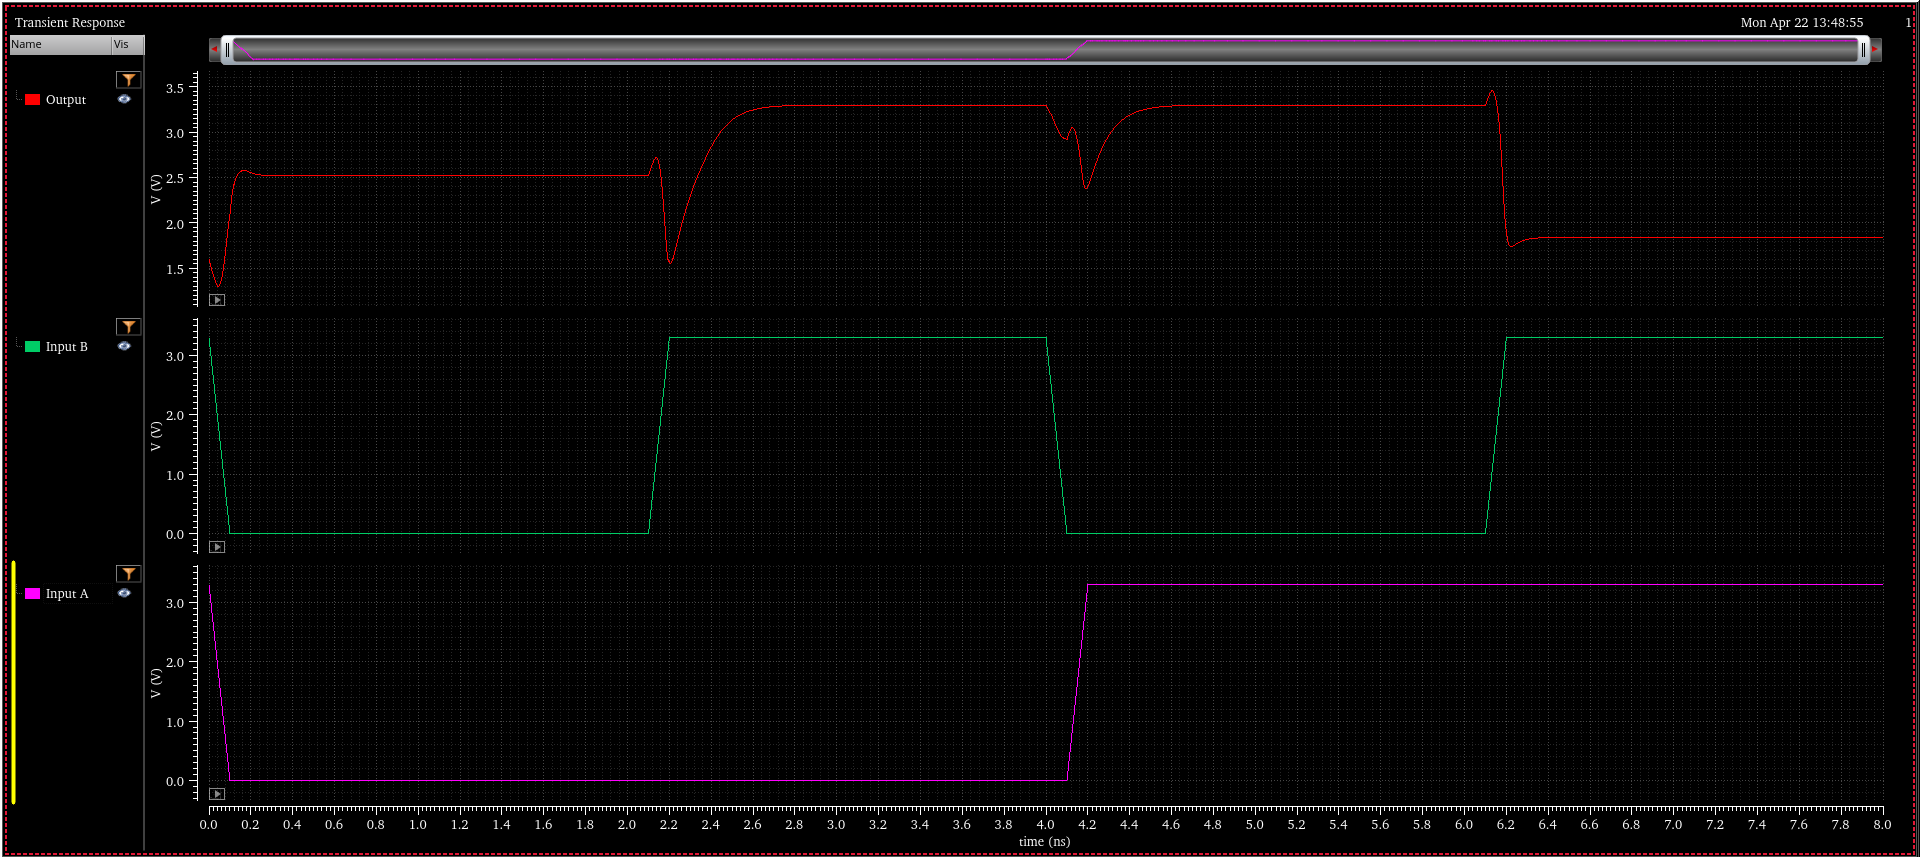 Transient Response
Mon Apr 22 13:48:55 1
Name Vis
Output
3.5
3.0
2.5
2.0
1.5
V (V)
Input B
3.0
2.0
1.0
0.0
V (V)
Input A
3.0
2.0
1.0
0.0
V (V)
0.0 0.2 0.4 0.6 0.8 1.0 1.2 1.4 1.6 1.8 2.0 2.2 2.4 2.6 2.8 3.0 3.2 3.4 3.6 3.8 4.0 4.2 4.4 4.6 4.8 5.0 5.2 5.4 5.6 5.8 6.0 6.2 6.4 6.6 6.8 7.0 7.2 7.4 7.6 7.8 8.0
time (ns)